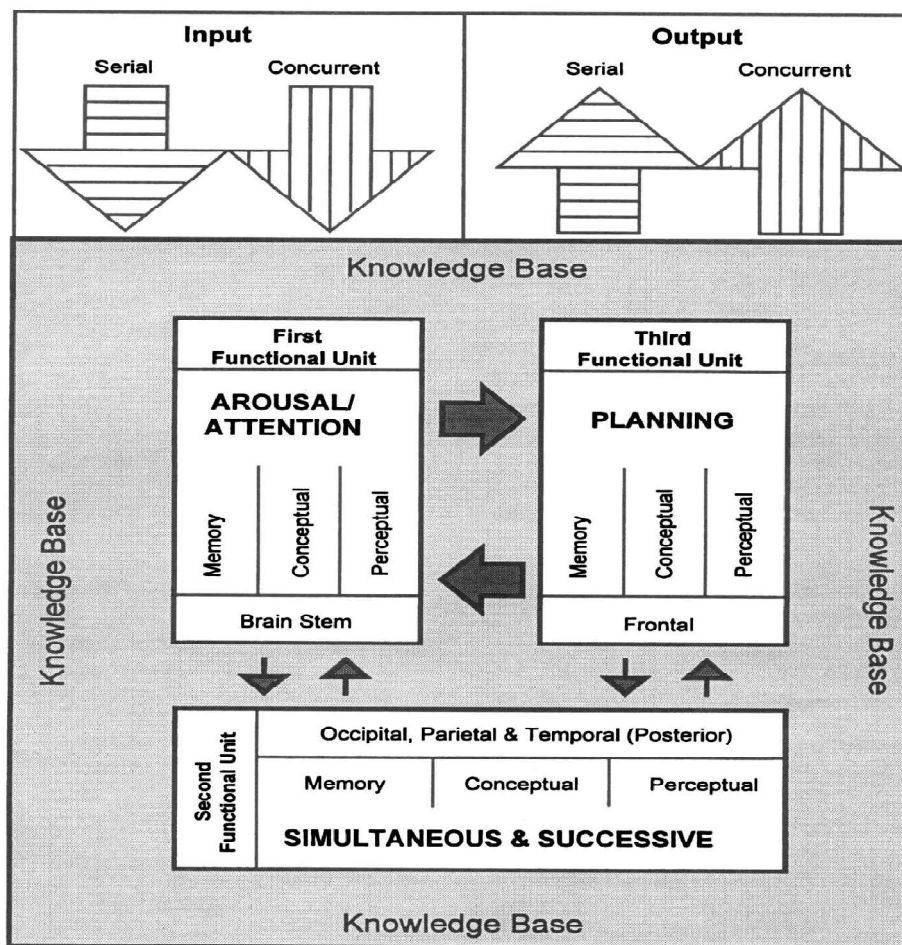 Input
Serial
Concurrent
Output
Serial
Concurrent
Knowledge Base
First
Functional Unit
AROUSAL/
ATTENTION
Memory
Conceptual
Perceptual
Brain Stem
Third
Functional Unit
PLANNING
Memory
Conceptual
Perceptual
Frontal
Knowledge Base
Knowledge Base
Second
Functional Unit
Occipital, Parietal & Temporal (Posterior)
Memory
Conceptual
Perceptual
SIMULTANEOUS & SUCCESSIVE
Knowledge Base